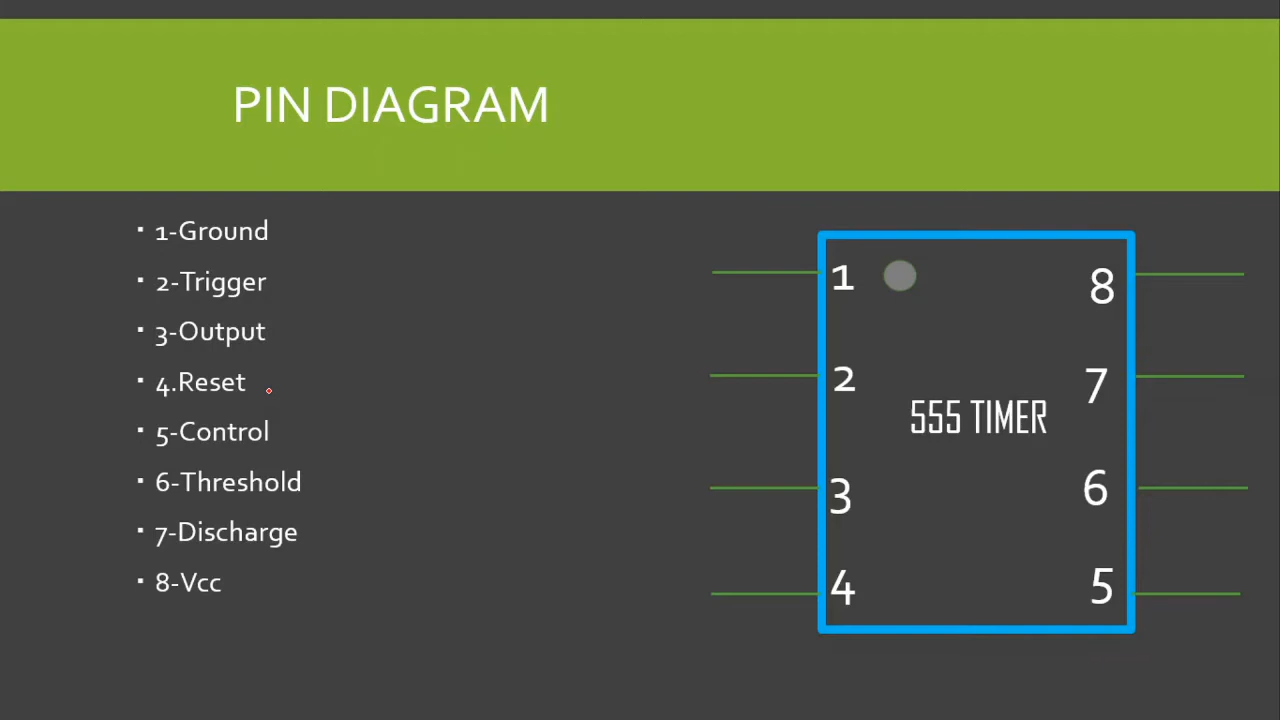 PIN DIAGRAM
1-Ground
2-Trigger
3-Output
4.Reset
5-Control
6-Threshold
7-Discharge
8-Vcc
1 8
2 7
555 TIMER
3 6
4 5